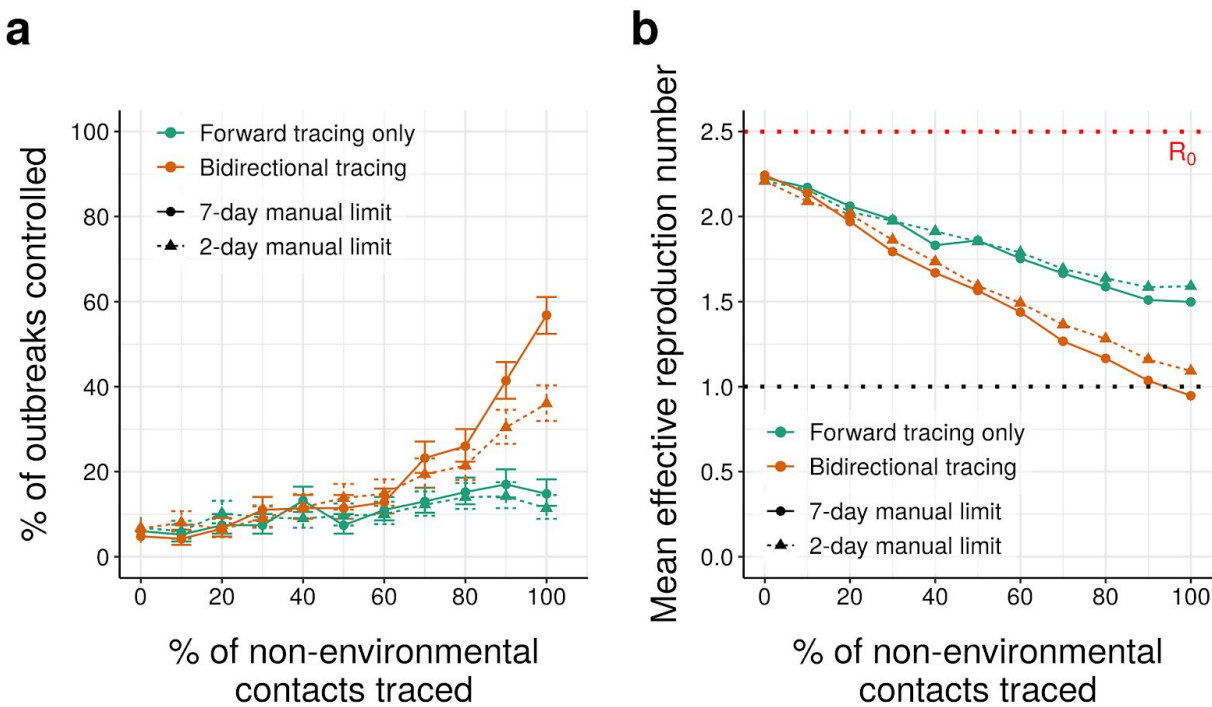 a
% of outbreaks controlled
100
80
60
40
20
0
Forward tracing only
Bidirectional tracing
7-day manual limit
2-day manual limit
0 20 40 60 80 100
% of non-environmental
contacts traced
b
Mean effective reproduction number
2.5
2.0
1.5
1.0
0.5
0.0
R₀
Forward tracing only
Bidirectional tracing
7-day manual limit
2-day manual limit
0 20 40 60 80 100
% of non-environmental
contacts traced